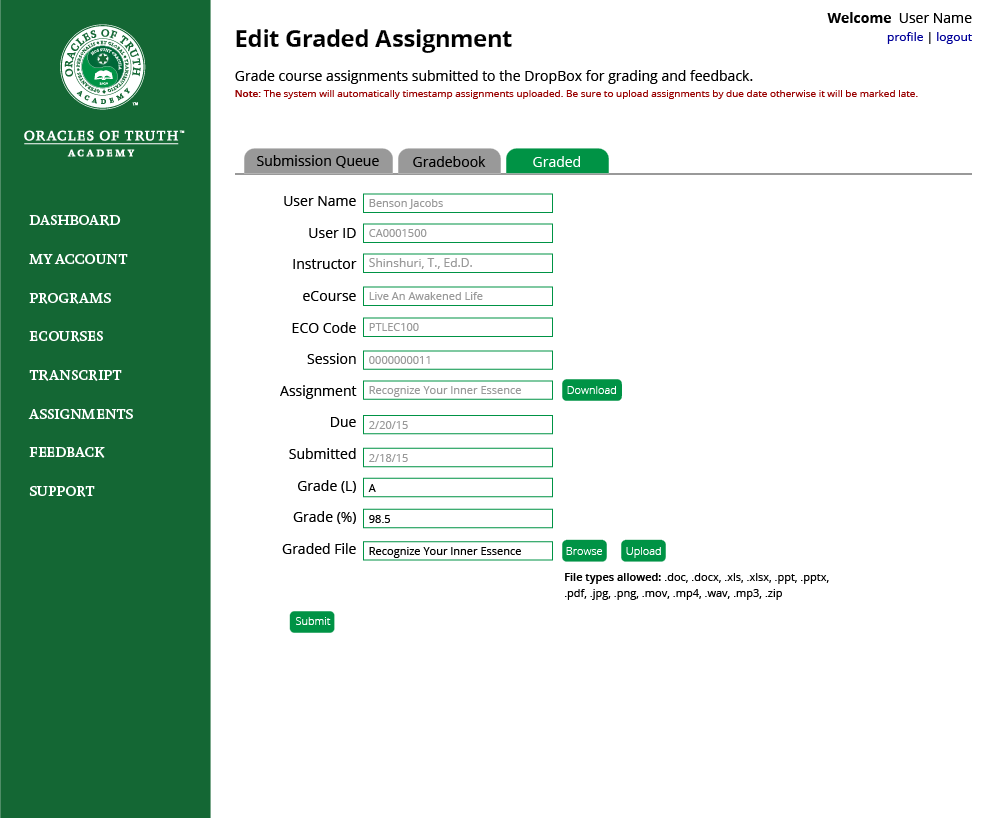 Welcome User Name
profile | logout
Edit Graded Assignment
Grade course assignments submitted to the DropBox for grading and feedback.
Note: The system will automatically timestamp assignments uploaded. Be sure to upload assignments by due date otherwise it will be marked late.
ORACLES OF TRUTH
ACADEMY
ORACLES OF TRUTH™
ACADEMY
DASHBOARD
MY ACCOUNT
PROGRAMS
ECOURSES
TRANSCRIPT
ASSIGNMENTS
FEEDBACK
SUPPORT
Submission Queue Gradebook Graded
User Name Benson Jacobs
User ID CA0001500
Instructor Shinshuri, T., Ed.D.
eCourse Live An Awakened Life
ECO Code PTLEC100
Session 0000000011
Assignment Recognize Your Inner Essence Download
Due 2/20/15
Submitted 2/18/15
Grade (L) A
Grade (%) 98.5
Graded File Recognize Your Inner Essence Browse Upload
File types allowed: .doc, .docx, .xls, .xlsx, .ppt, .pptx,
.pdf, .jpg, .png, .mov, .mp4, .wav, .mp3, .zip
Submit